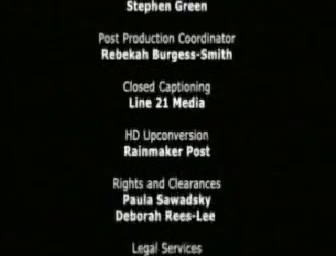 Stephen Green
Post Production Coordinator
Rebekah Burgess-Smith
Closed Captioning
Line 21 Media
HD Upconversion
Rainmaker Post
Rights and Clearances
Paula Sawadsky
Deborah Rees-Lee
Legal Services